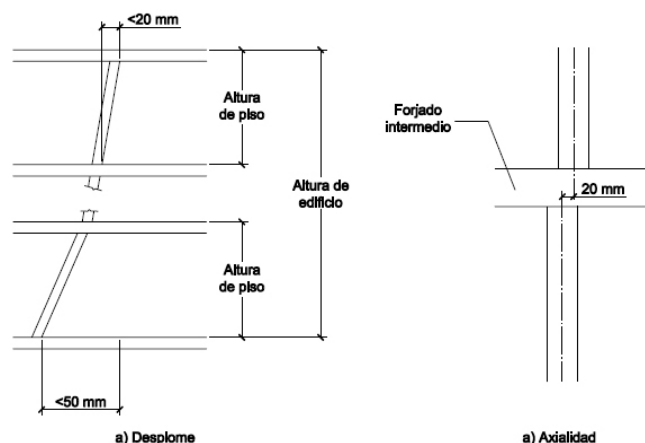 <20 mm
Altura
de piso
Altura de
edificio
Altura
de piso
<50 mm
a) Desplome
Forjado
intermedio
20 mm
a) Axialidad